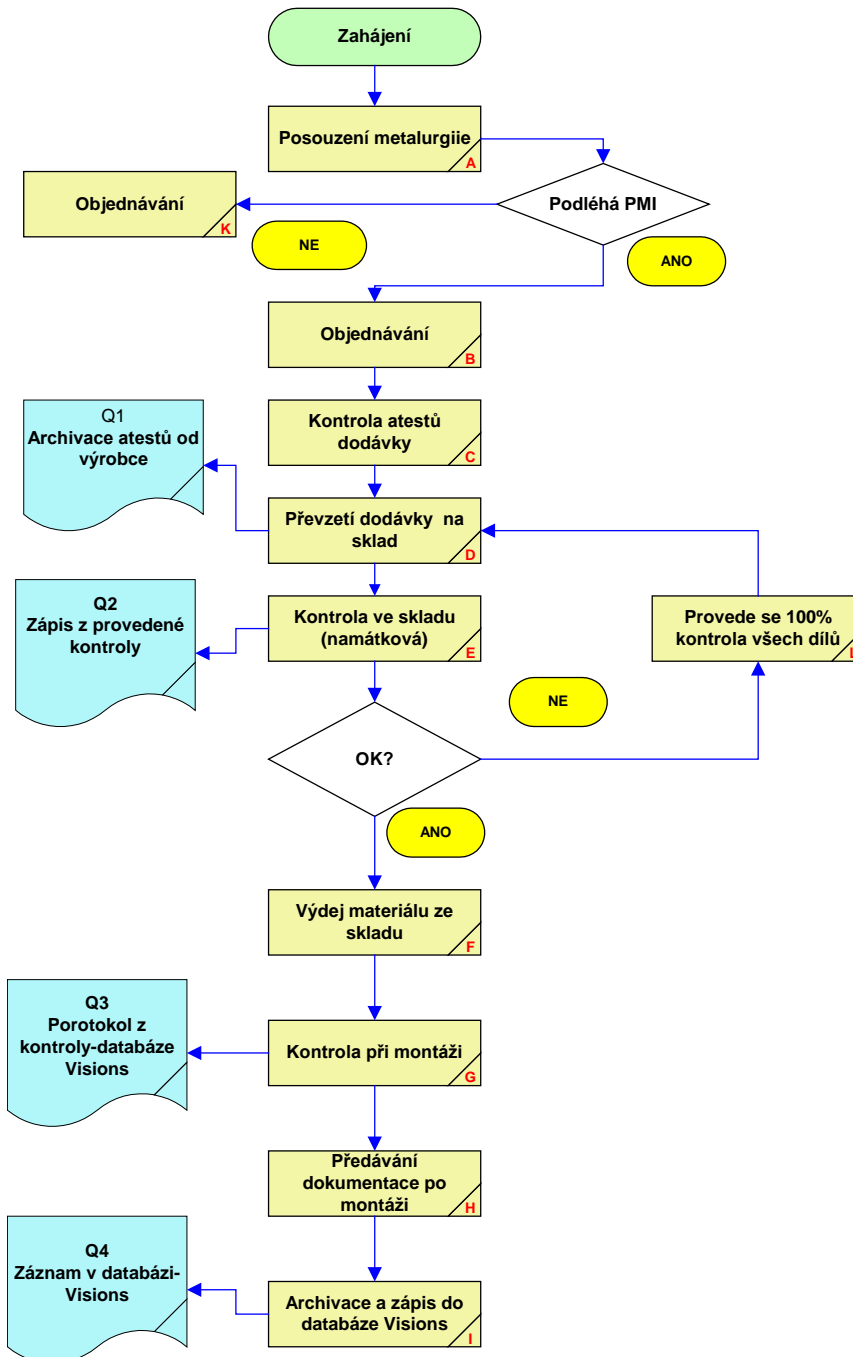 Zahájení
Posouzení metalurgiie
A
Objednávání
K
Podléhá PMI
NE
ANO
Objednávání
B
Q1
Archivace atestů od
výrobce
Kontrola atestů
dodávky
C
Převzetí dodávky na
sklad
D
Q2
Zápis z provedené
kontroly
Kontrola ve skladu
(namátková)
E
Provede se 100%
kontrola všech dílů
L
NE
OK?
ANO
Výdej materiálu ze
skladu
F
Q3
Porotokol z
kontroly-databáze
Visions
Kontrola při montáži
G
Předávání
dokumentace po
montáži
H
Q4
Záznam v databázi-
Visions
Archivace a zápis do
databáze Visions
I